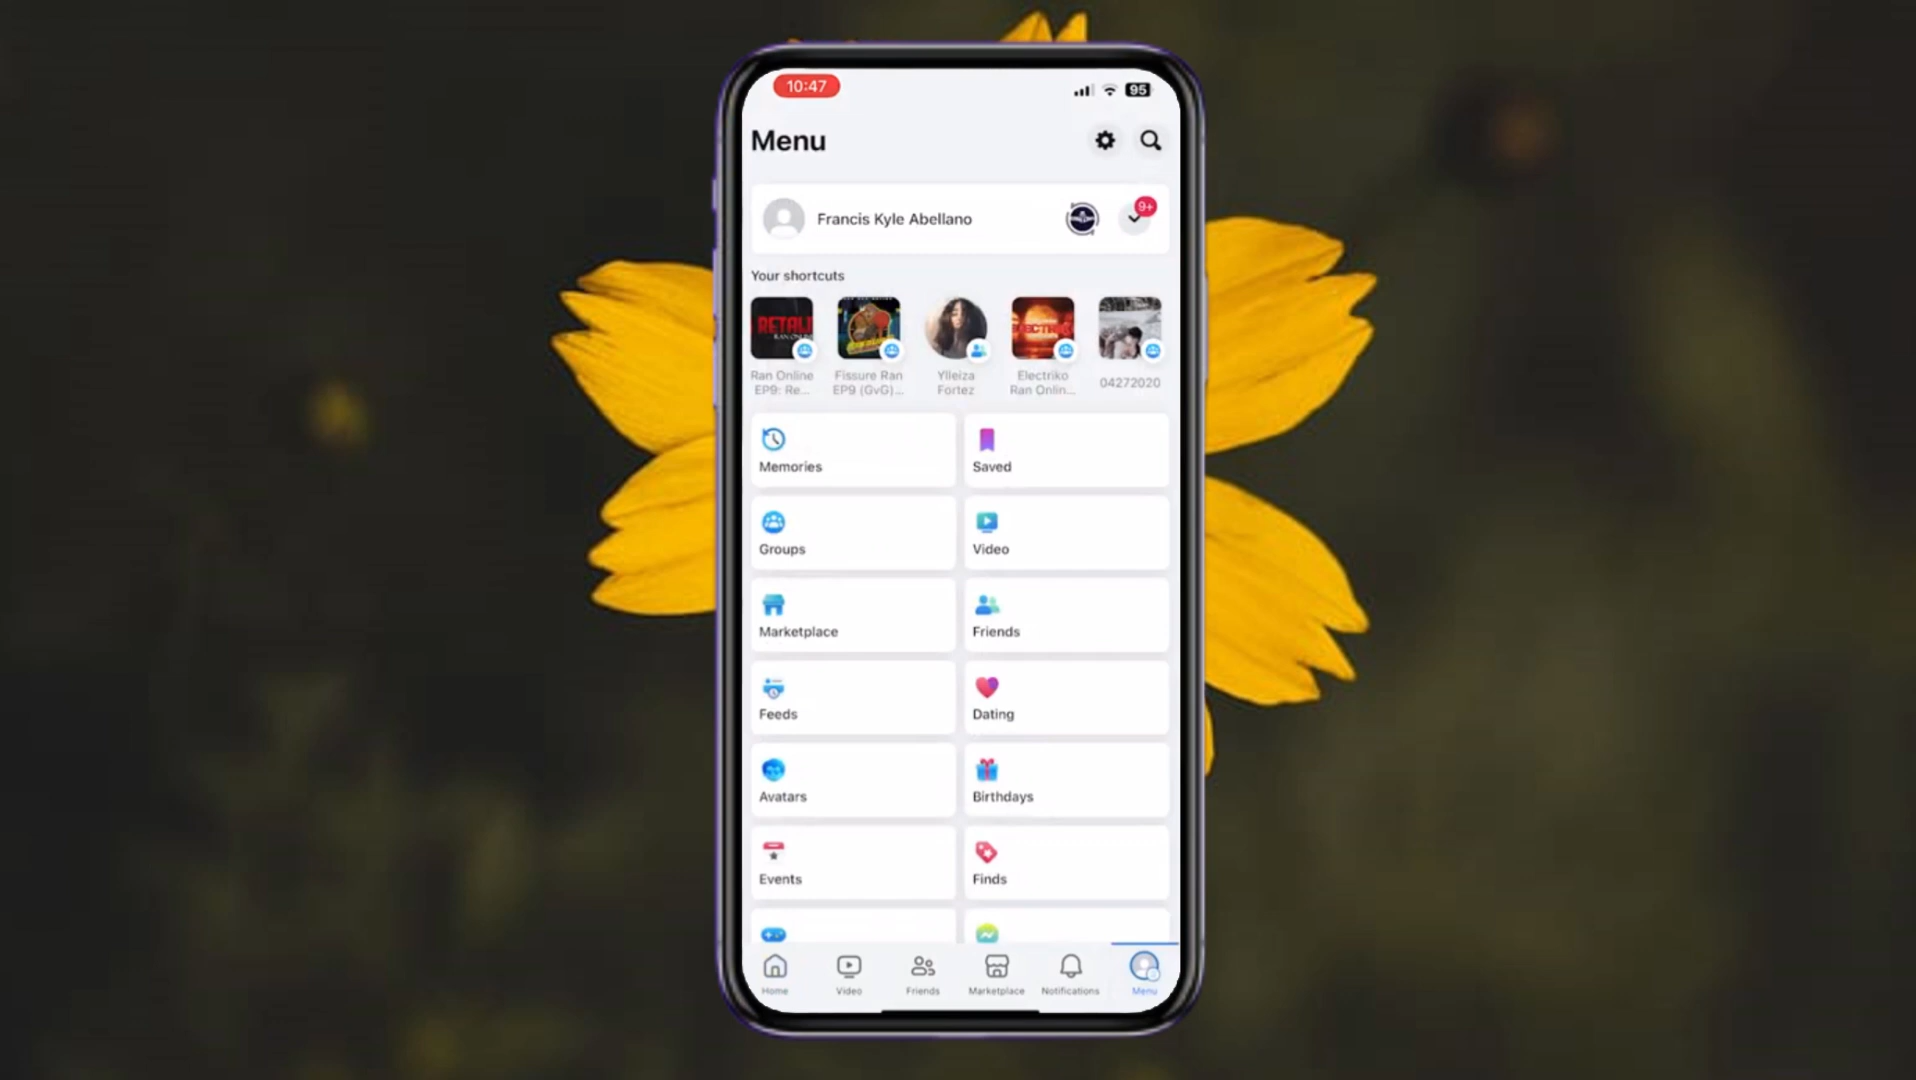 10:47
95
Menu
Francis Kyle Abellano
9+
Your shortcuts
Ran Online
EP9: Re...
Fissure Ran
EP9 (GvG)...
Ylleiza
Fortez
Electriko
Ran Onlin...
04272020
Memories
Saved
Groups
Video
Marketplace
Friends
Feeds
Dating
Avatars
Birthdays
Events
Finds
Home
Video
Friends
Marketplace
Notifications
Menu